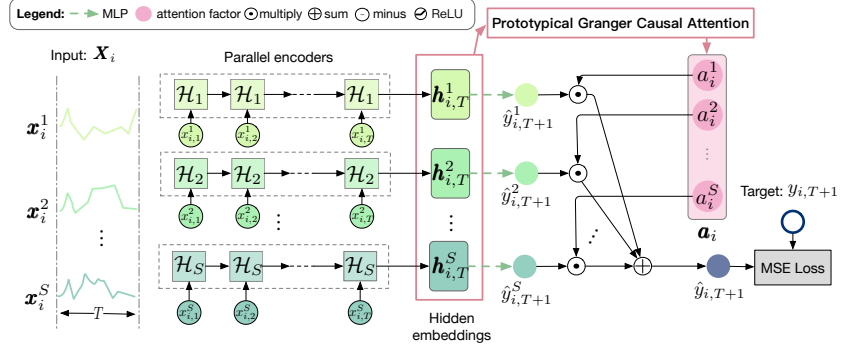 Legend: MLP attention factor multiply sum minus ReLU
Prototypical Granger Causal Attention
Input: X_i
Parallel encoders
x_i^1
H_1 H_1 H_1
h_{i,T}^1
a_i^1
x_{i,1}^1 x_{i,2}^1 x_{i,T}^1
ŷ_{i,T+1}^1
a_i^2
x_i^2
H_2 H_2 H_2
h_{i,T}^2
⋮
x_{i,1}^2 x_{i,2}^2 x_{i,T}^2
ŷ_{i,T+1}^2
a_i^S
Target: y_{i,T+1}
⋮ ⋮ ⋮ ⋰
a_i
x_i^S
H_S H_S H_S
h_{i,T}^S
MSE Loss
T
x_{i,1}^S x_{i,2}^S x_{i,T}^S
ŷ_{i,T+1}^S
ŷ_{i,T+1}
Hidden
embeddings